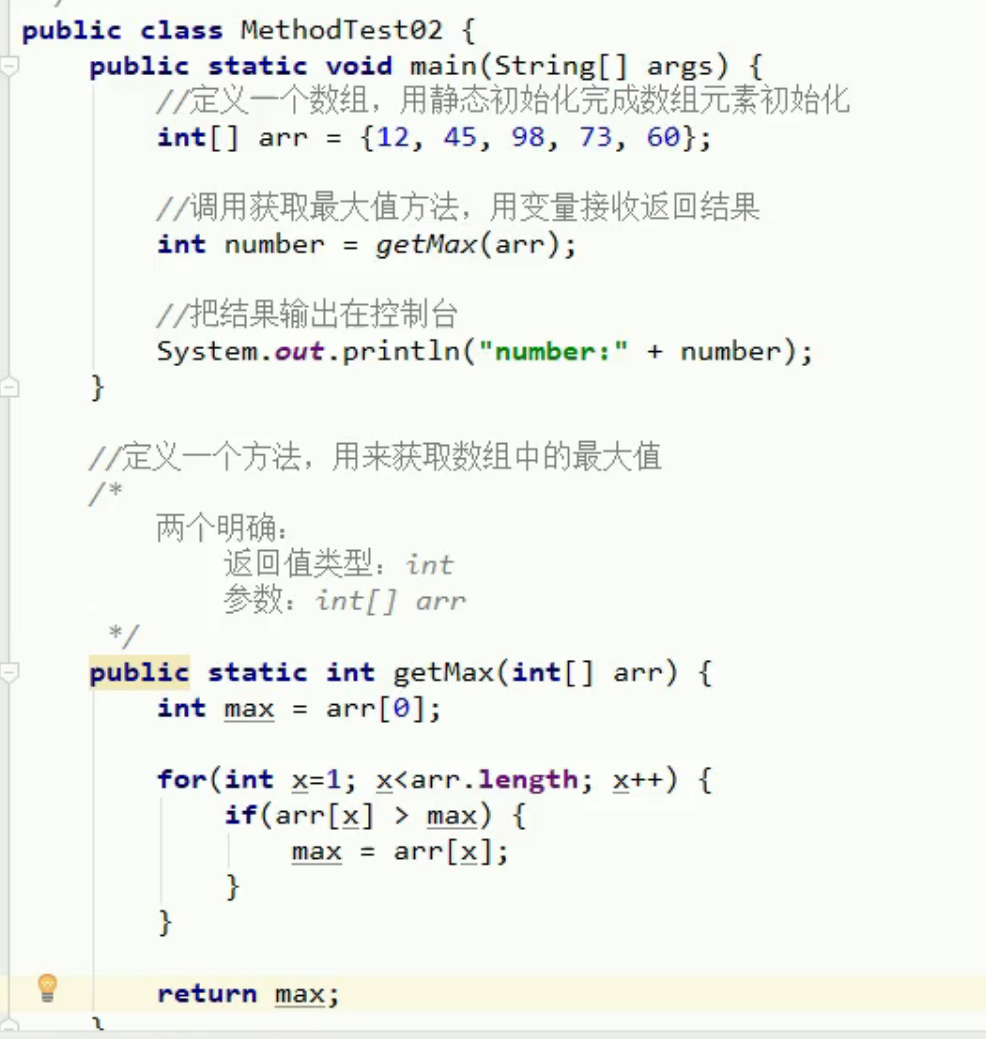 public class MethodTest02 {
public static void main(String[] args) {
//定义一个数组，用静态初始化完成数组元素初始化
int[] arr = {12, 45, 98, 73, 60};
//调用获取最大值方法，用变量接收返回结果
int number = getMax(arr);
//把结果输出在控制台
System.out.println("number:" + number);
}
//定义一个方法，用来获取数组中的最大值
/*
两个明确：
返回值类型：int
参数：int[] arr
*/
public static int getMax(int[] arr) {
int max = arr[0];
for(int x=1; x<arr.length; x++) {
if(arr[x] > max) {
max = arr[x];
}
}
return max;
}